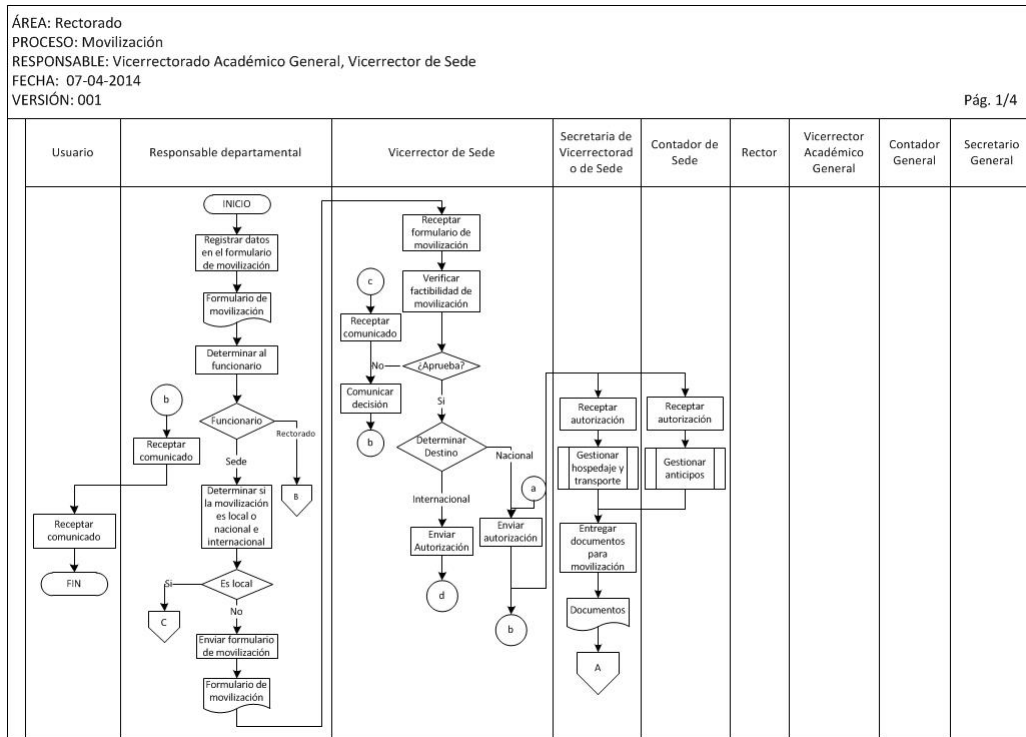 ÁREA: Rectorado
PROCESO: Movilización
RESPONSABLE: Vicerrectorado Académico General, Vicerrector de Sede
FECHA: 07-04-2014
VERSIÓN: 001
Pág. 1/4
Usuario
Responsable departamental
Vicerrector de Sede
Secretaria de
Vicerrectorad
o de Sede
Contador de
Sede
Rector
Vicerrector
Académico
General
Contador
General
Secretario
General
Receptar
comunicado
FIN
INICIO
Registrar datos
en el formulario
de movilización
Formulario de
movilización
Determinar al
funcionario
b
Receptar
comunicado
Funcionario
Rectorado
B
Sede
Determinar si
la movilización
es local o
nacional e
internacional
Es local
Si
C
No
Enviar formulario
de movilización
Formulario de
movilización
Receptar
formulario de
movilización
Verificar
factibilidad de
movilización
c
Receptar
comunicado
¿Aprueba?
No
Comunicar
decisión
b
Si
Determinar
Destino
Nacional
a
Internacional
Enviar
Autorización
d
Enviar
autorización
b
Receptar
autorización
Gestionar
hospedaje y
transporte
Entregar
documentos
para
movilización
Documentos
A
Receptar
autorización
Gestionar
anticipos